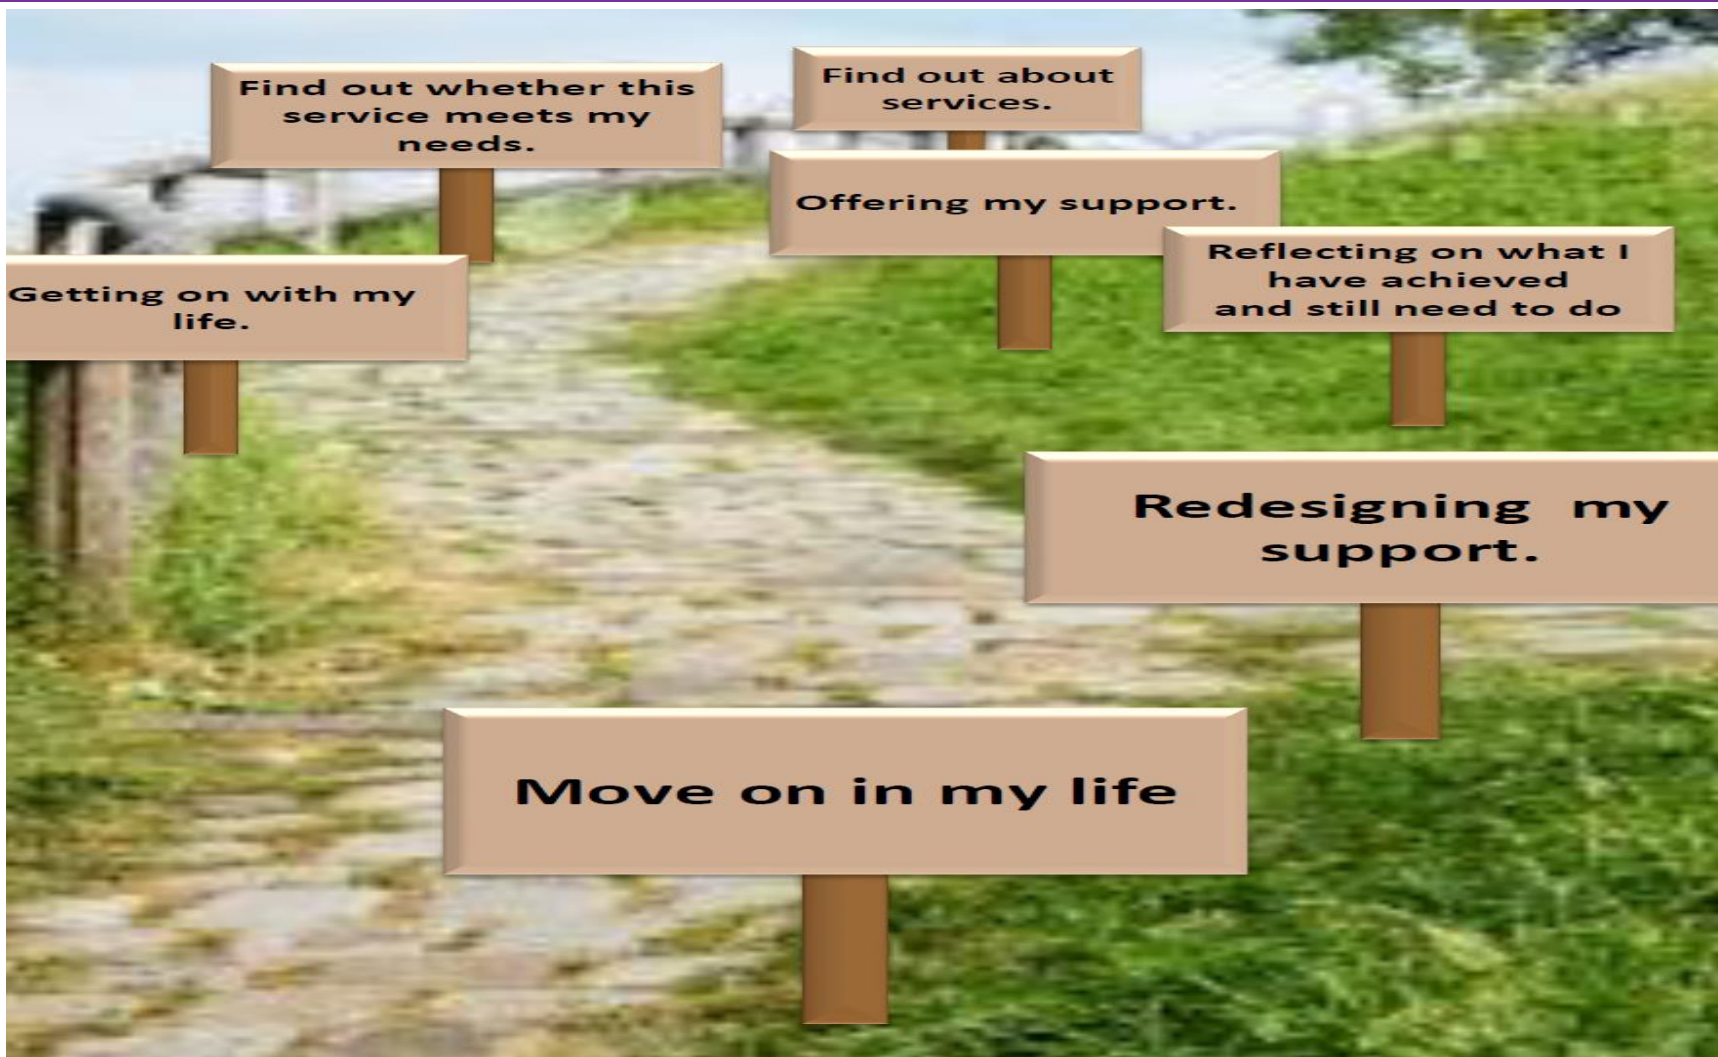 Find out whether this
service meets my
needs.
Find out about
services.
Offering my support.
Reflecting on what I
have achieved
and still need to do
Getting on with my
life.
Redesigning my
support.
Move on in my life